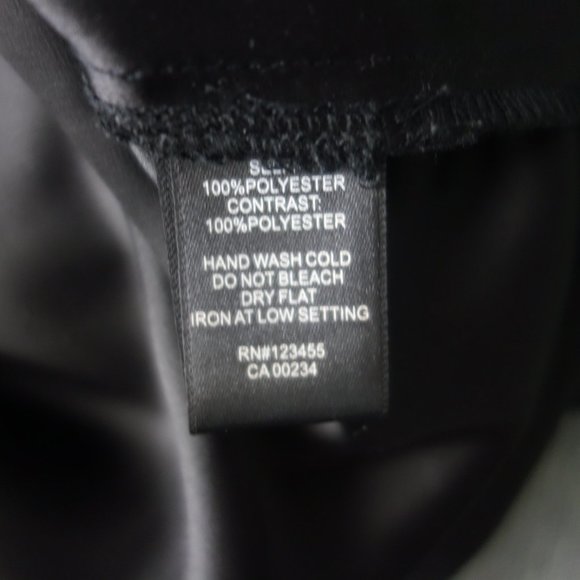 100%POLYESTER
CONTRAST:
100%POLYESTER
HAND WASH COLD
DO NOT BLEACH
DRY FLAT
IRON AT LOW SETTING
RN#123455
CA 00234